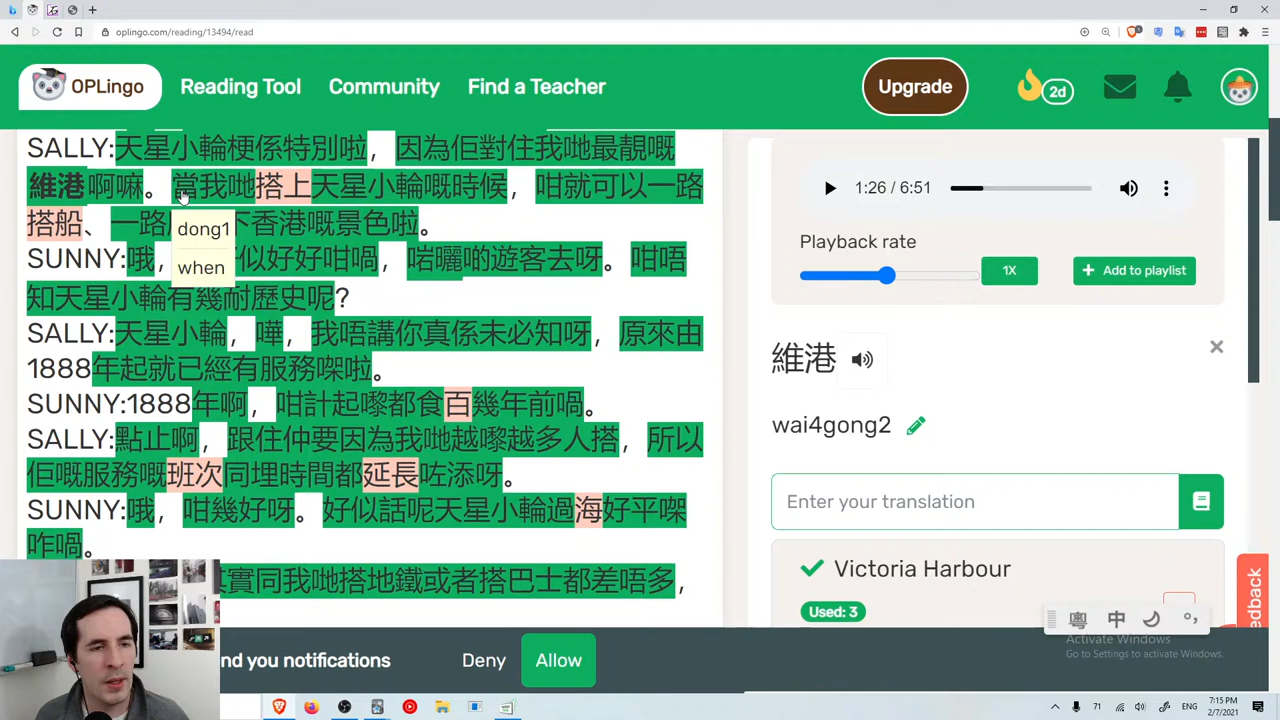 oplingo.com/reading/13494/read
OPLingo
Reading Tool
Community
Find a Teacher
Upgrade
2d
SALLY:天星小輪梗係特別啦，因為佢對住我哋最靚嘅
維港啊嘛。當我哋搭上天星小輪嘅時候，咁就可以一路
搭船、一路
下香港嘅景色啦。
dong1
when
SUNNY:哦，
似好好咁喎，啱曬啲遊客去呀。咁唔
知天星小輪有幾耐歷史呢?
SALLY:天星小輪，嘩，我唔講你真係未必知呀，原來由
1888年起就已經有服務㗎啦。
SUNNY:1888年啊，咁計起嚟都食百幾年前喎。
SALLY:點止啊，跟住仲要因為我哋越嚟越多人搭，所以
佢嘅服務嘅班次同埋時間都延長咗添呀。
SUNNY:哦，咁幾好呀。好似話呢天星小輪過海好平㗎
咋喎。
實同我哋搭地鐵或者搭巴士都差唔多，
1:26 / 6:51
Playback rate
1X
+ Add to playlist
維港
wai4gong2
Enter your translation
Victoria Harbour
Used: 3
edback
粵 中
Activate Windows
Go to Settings to activate Windows.
nd you notifications
Deny
Allow
71
ENG
7:15 PM
2/7/2021